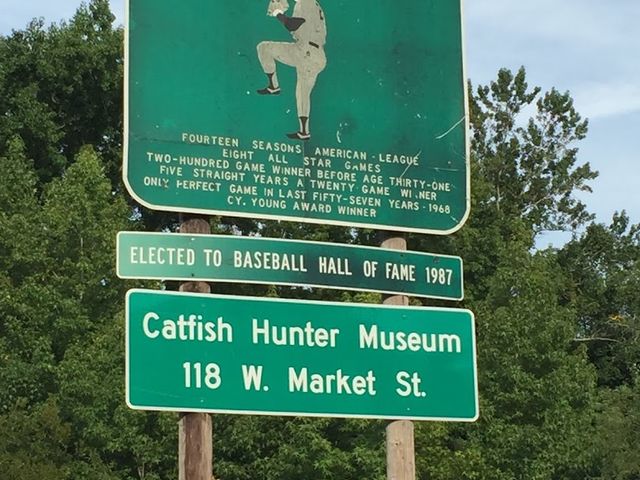 FOURTEEN SEASONS AMERICAN - LEAGUE
EIGHT ALL STAR GAMES
TWO-HUNDRED GAME WINNER BEFORE AGE THIRTY-ONE
FIVE STRAIGHT YEARS A TWENTY GAME WINNER
ONLY PERFECT GAME IN LAST FIFTY-SEVEN YEARS - 1968
CY. YOUNG AWARD WINNER
ELECTED TO BASEBALL HALL OF FAME 1987
Catfish Hunter Museum
118 W. Market St.